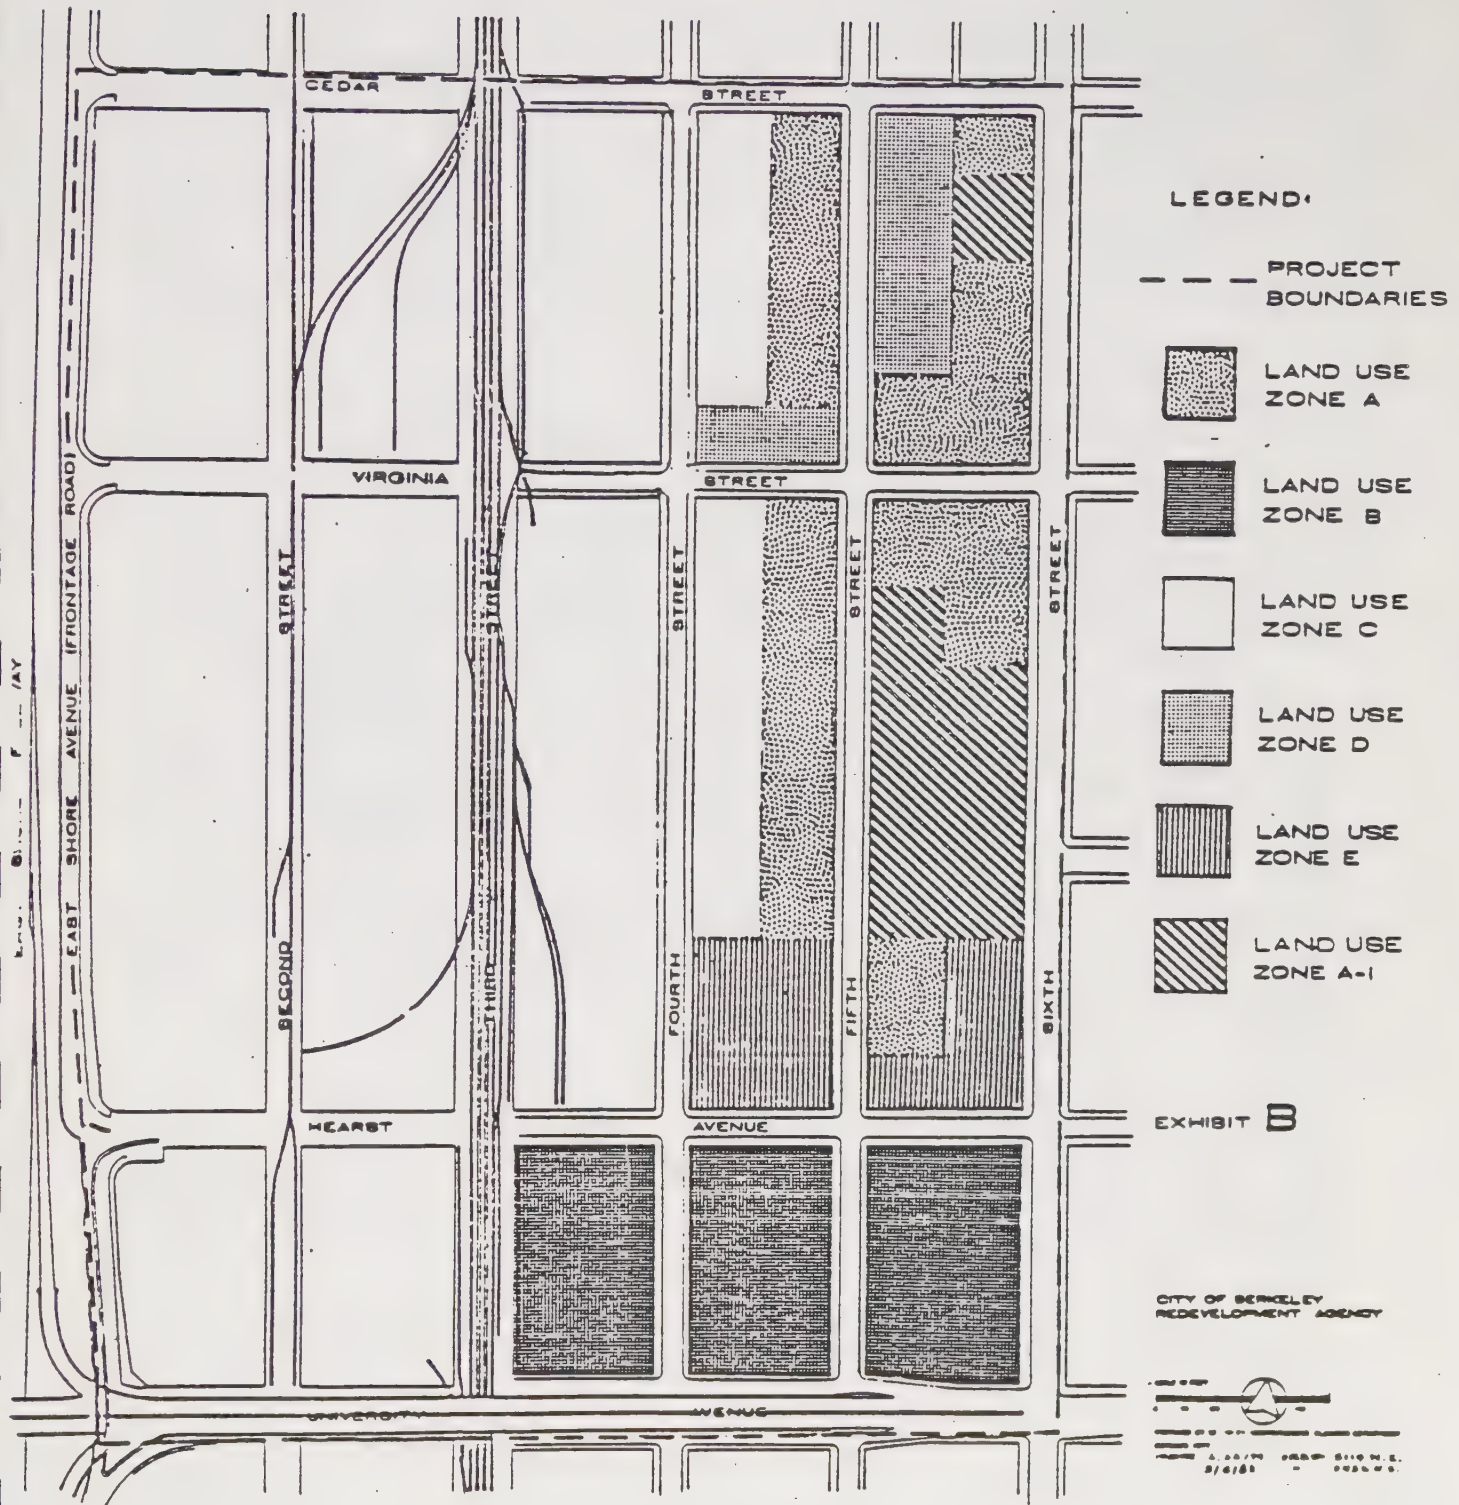 CEDAR
STREET
VIRGINIA
STREET
EAST SHORE AVENUE (FRONTAGE ROAD)
SECOND STREET
THIRD STREET
FOURTH STREET
FIFTH STREET
SIXTH STREET
HEARST
AVENUE
UNIVERSITY
AVENUE
LEGEND:
PROJECT
BOUNDARIES
LAND USE
ZONE A
LAND USE
ZONE B
LAND USE
ZONE C
LAND USE
ZONE D
LAND USE
ZONE E
LAND USE
ZONE A-1
EXHIBIT B
CITY OF BERKELEY
REDEVELOPMENT AGENCY